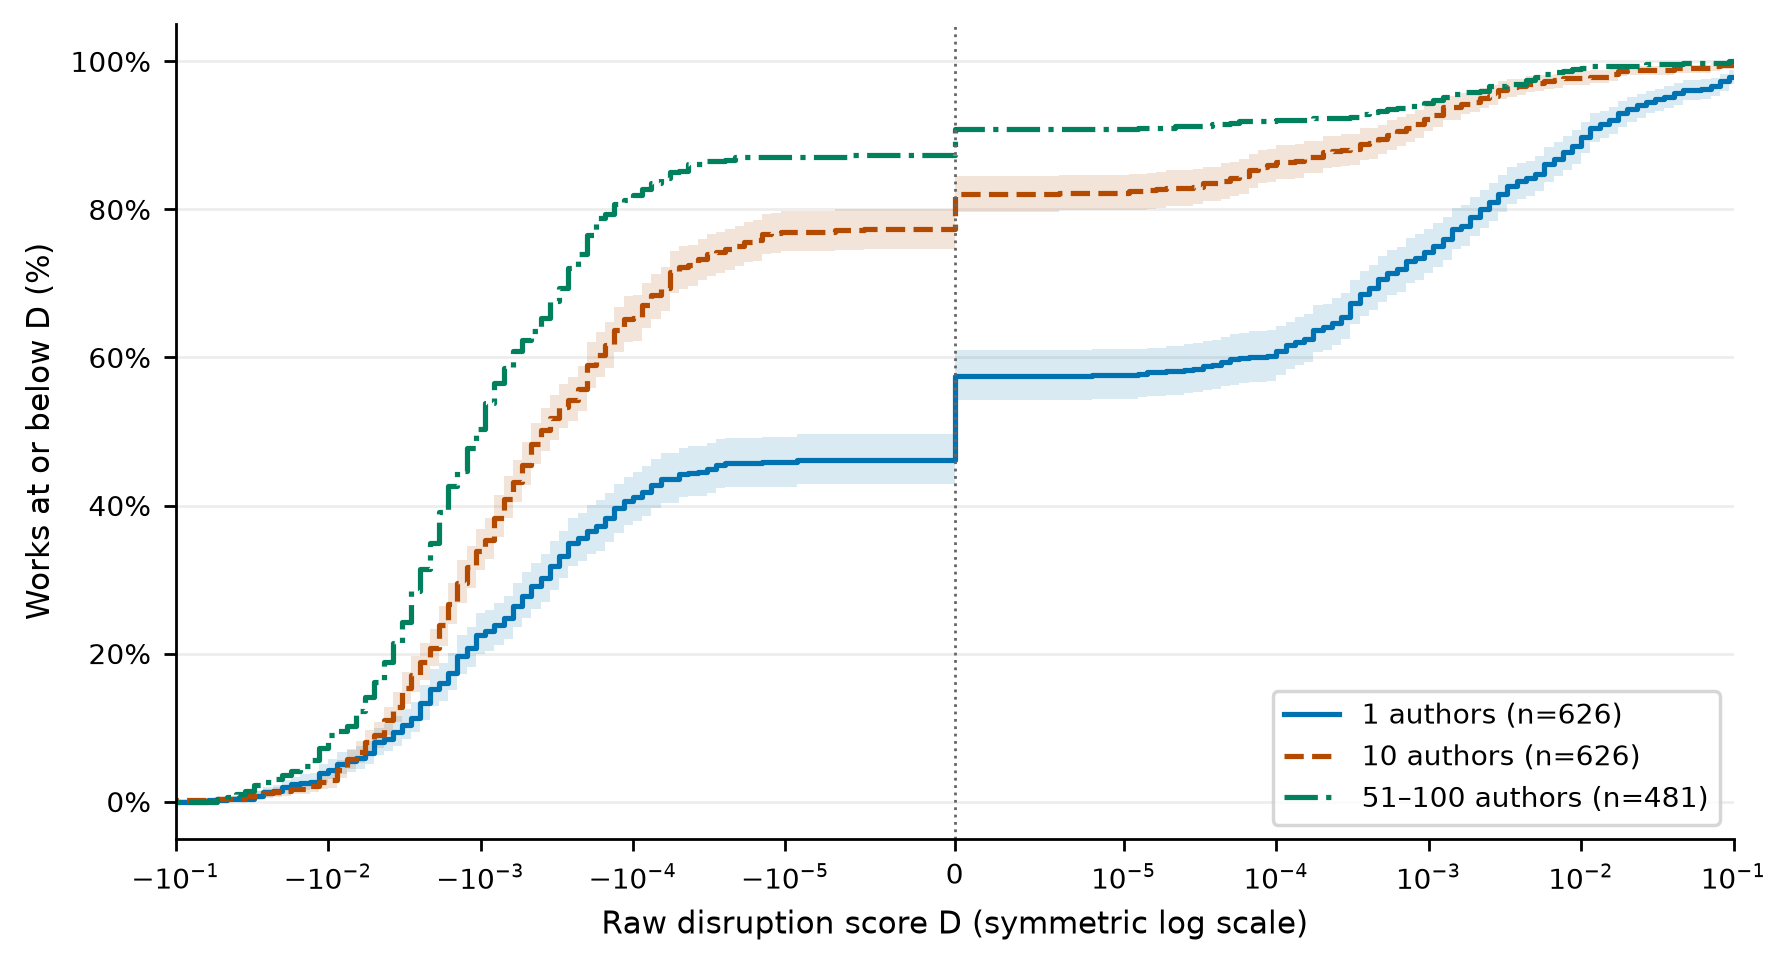 100%
80%
60%
40%
20%
0%
Works at or below D (%)
−10⁻¹ −10⁻² −10⁻³ −10⁻⁴ −10⁻⁵ 0 10⁻⁵ 10⁻⁴ 10⁻³ 10⁻² 10⁻¹
Raw disruption score D (symmetric log scale)
1 authors (n=626)
10 authors (n=626)
51–100 authors (n=481)